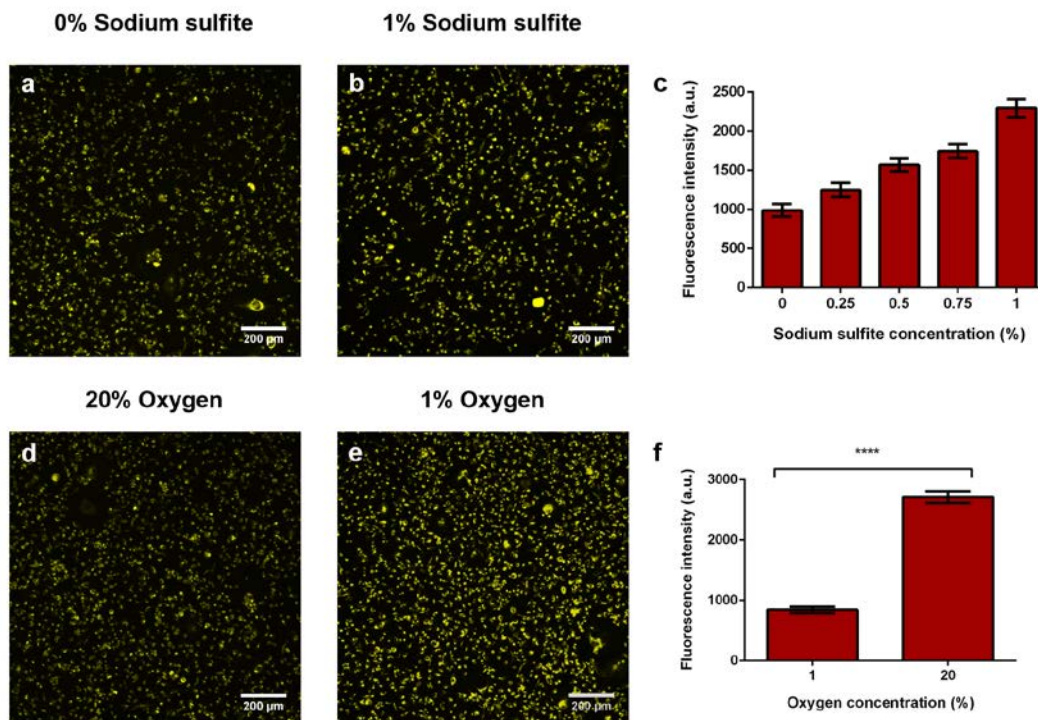 0% Sodium sulfite
1% Sodium sulfite
a
200 µm
b
200 µm
c
Fluorescence intensity (a.u.)
2500
2000
1500
1000
500
0
0 0.25 0.5 0.75 1
Sodium sulfite concentration (%)
20% Oxygen
1% Oxygen
d
200 µm
e
200 µm
f
****
Fluorescence intensity (a.u.)
3000
2000
1000
0
1 20
Oxygen concentration (%)